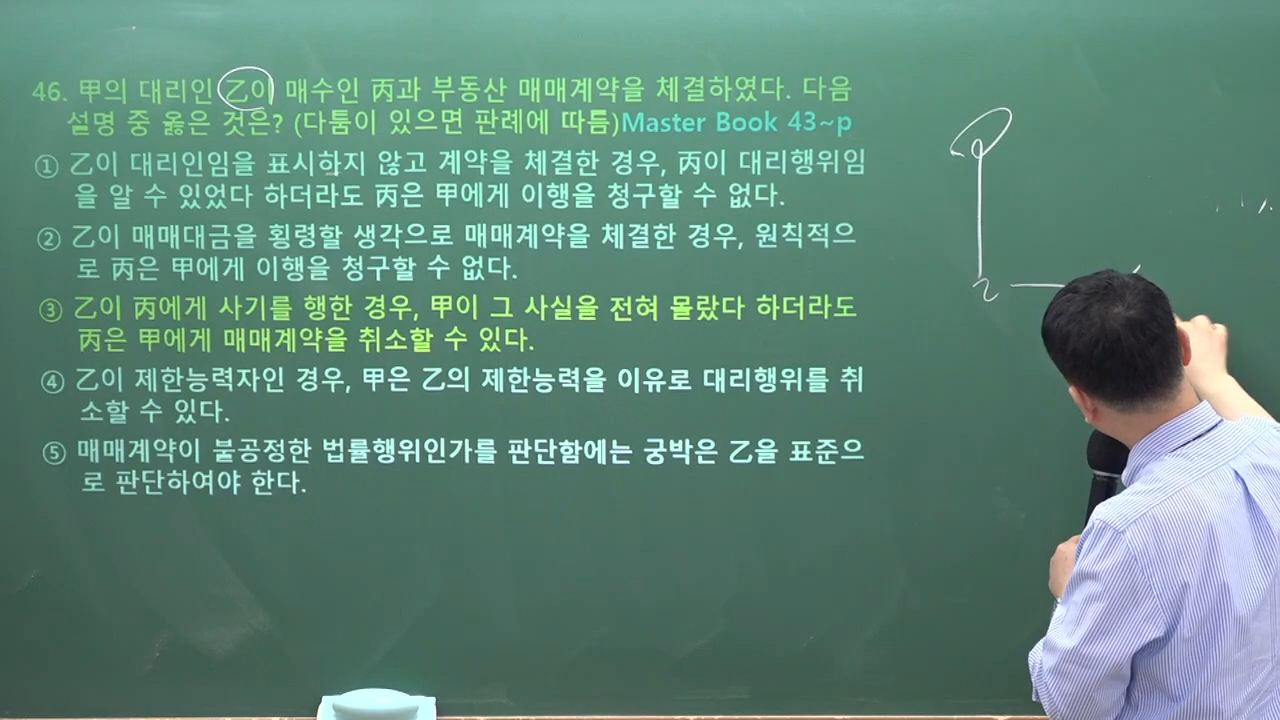 46. 甲의 대리인 乙이 매수인 丙과 부동산 매매계약을 체결하였다. 다음
설명 중 옳은 것은? (다툼이 있으면 판례에 따름)Master Book 43~p
① 乙이 대리인임을 표시하지 않고 계약을 체결한 경우, 丙이 대리행위임
을 알 수 있었다 하더라도 丙은 甲에게 이행을 청구할 수 없다.
② 乙이 매매대금을 횡령할 생각으로 매매계약을 체결한 경우, 원칙적으
로 丙은 甲에게 이행을 청구할 수 없다.
③ 乙이 丙에게 사기를 행한 경우, 甲이 그 사실을 전혀 몰랐다 하더라도
丙은 甲에게 매매계약을 취소할 수 있다.
④ 乙이 제한능력자인 경우, 甲은 乙의 제한능력을 이유로 대리행위를 취
소할 수 있다.
⑤ 매매계약이 불공정한 법률행위인가를 판단함에는 궁박은 乙을 표준으
로 판단하여야 한다.